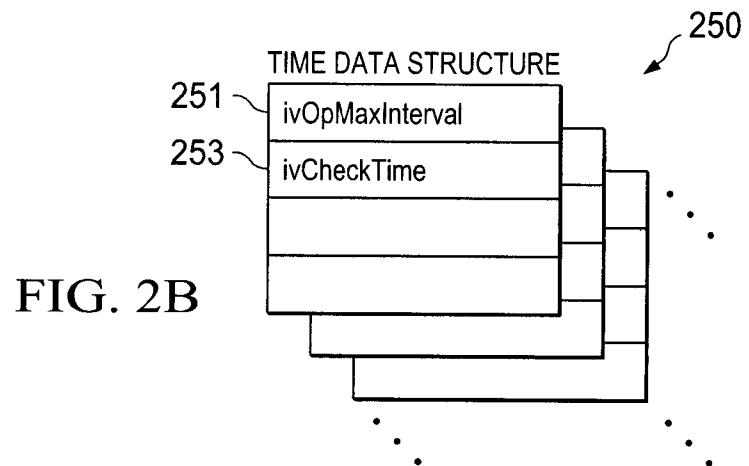 250
TIME DATA STRUCTURE
251
ivOpMaxInterval
253
ivCheckTime
FIG. 2B